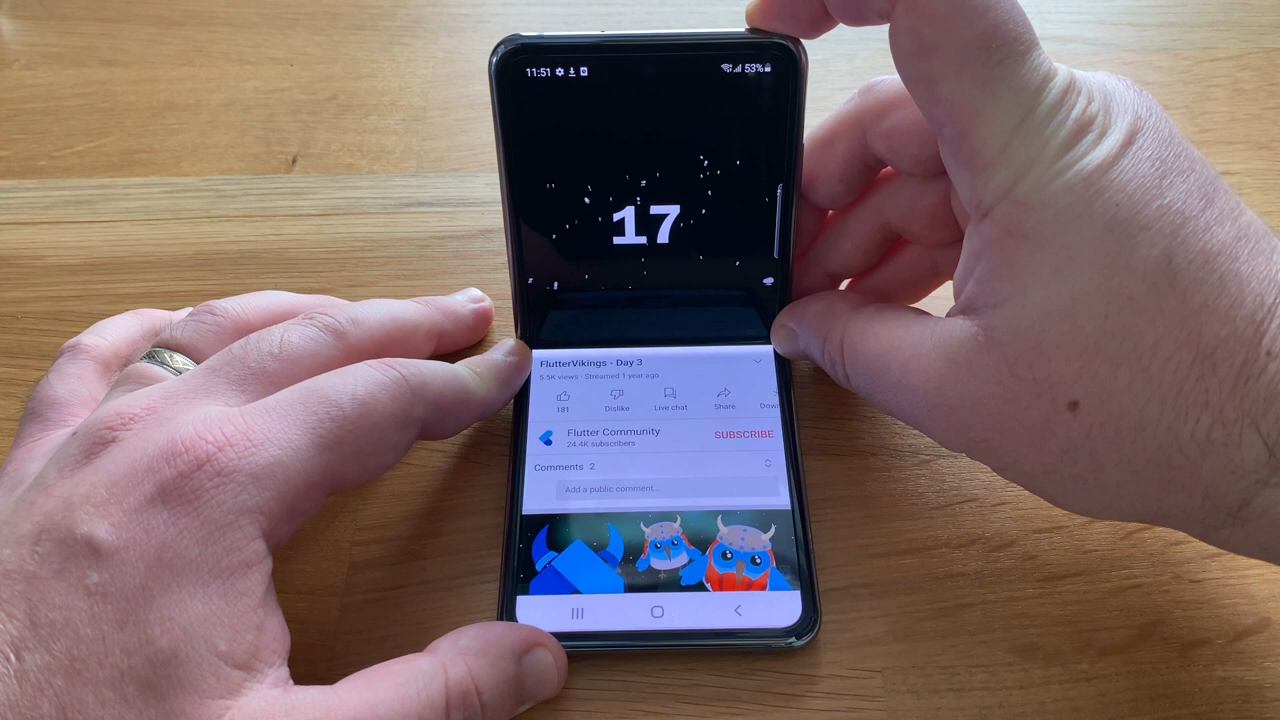 11:51 53%
17
FlutterVikings - Day 3
5.5K views · Streamed 1 year ago
181 Dislike Live chat Share Down
Flutter Community SUBSCRIBE
24.4K subscribers
Comments 2
Add a public comment...